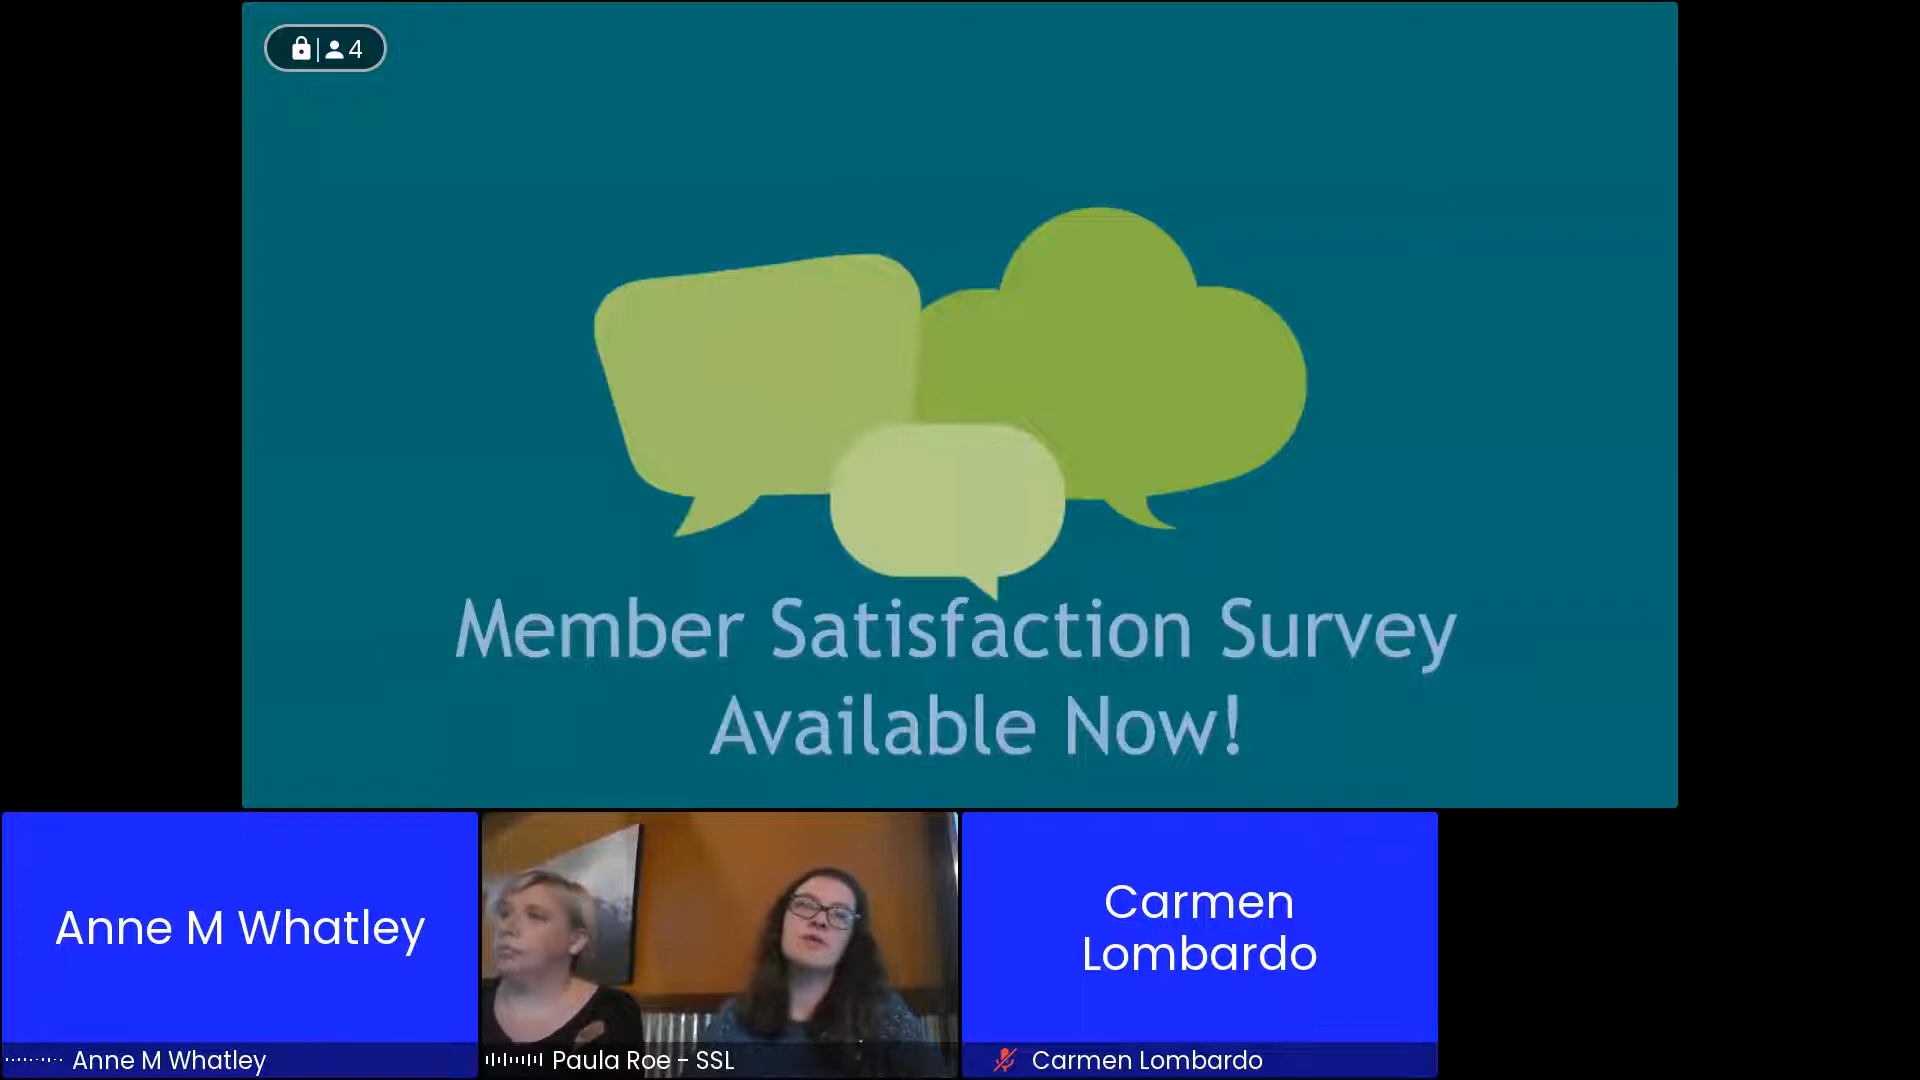 4
Member Satisfaction Survey
Available Now!
Anne M Whatley
Carmen
Lombardo
Anne M Whatley
Paula Roe - SSL
Carmen Lombardo